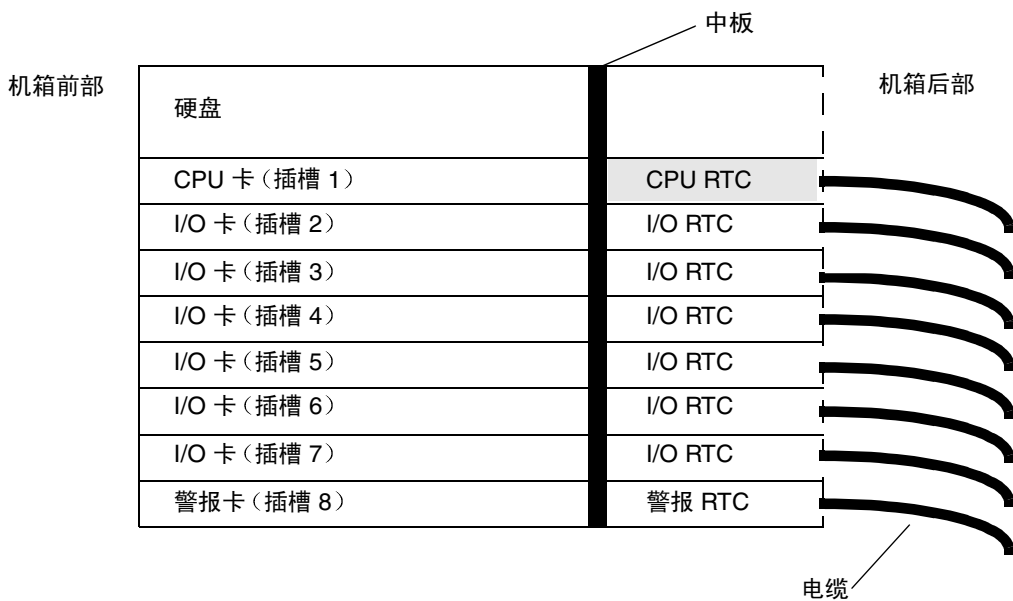 中板
机箱前部
机箱后部
硬盘
CPU 卡（插槽 1） CPU RTC
I/O 卡（插槽 2） I/O RTC
I/O 卡（插槽 3） I/O RTC
I/O 卡（插槽 4） I/O RTC
I/O 卡（插槽 5） I/O RTC
I/O 卡（插槽 6） I/O RTC
I/O 卡（插槽 7） I/O RTC
警报卡（插槽 8） 警报 RTC
电缆